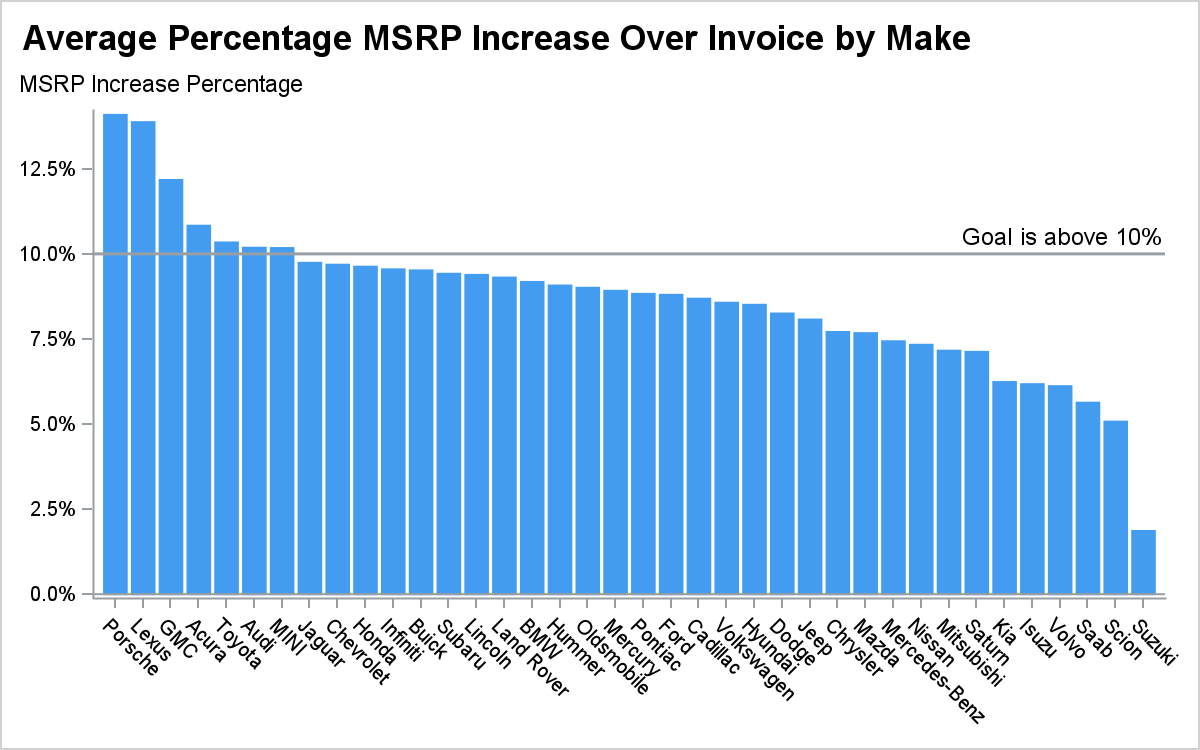 Average Percentage MSRP Increase Over Invoice by Make
MSRP Increase Percentage
12.5%
10.0%
7.5%
5.0%
2.5%
0.0%
Goal is above 10%
Porsche
Lexus
GMC
Acura
Toyota
Audi
MINI
Jaguar
Chevrolet
Honda
Infiniti
Buick
Subaru
Lincoln
Land Rover
BMW
Hummer
Oldsmobile
Mercury
Pontiac
Ford
Cadillac
Volkswagen
Hyundai
Dodge
Jeep
Chrysler
Mazda
Mercedes-Benz
Nissan
Mitsubishi
Saturn
Kia
Isuzu
Volvo
Saab
Scion
Suzuki